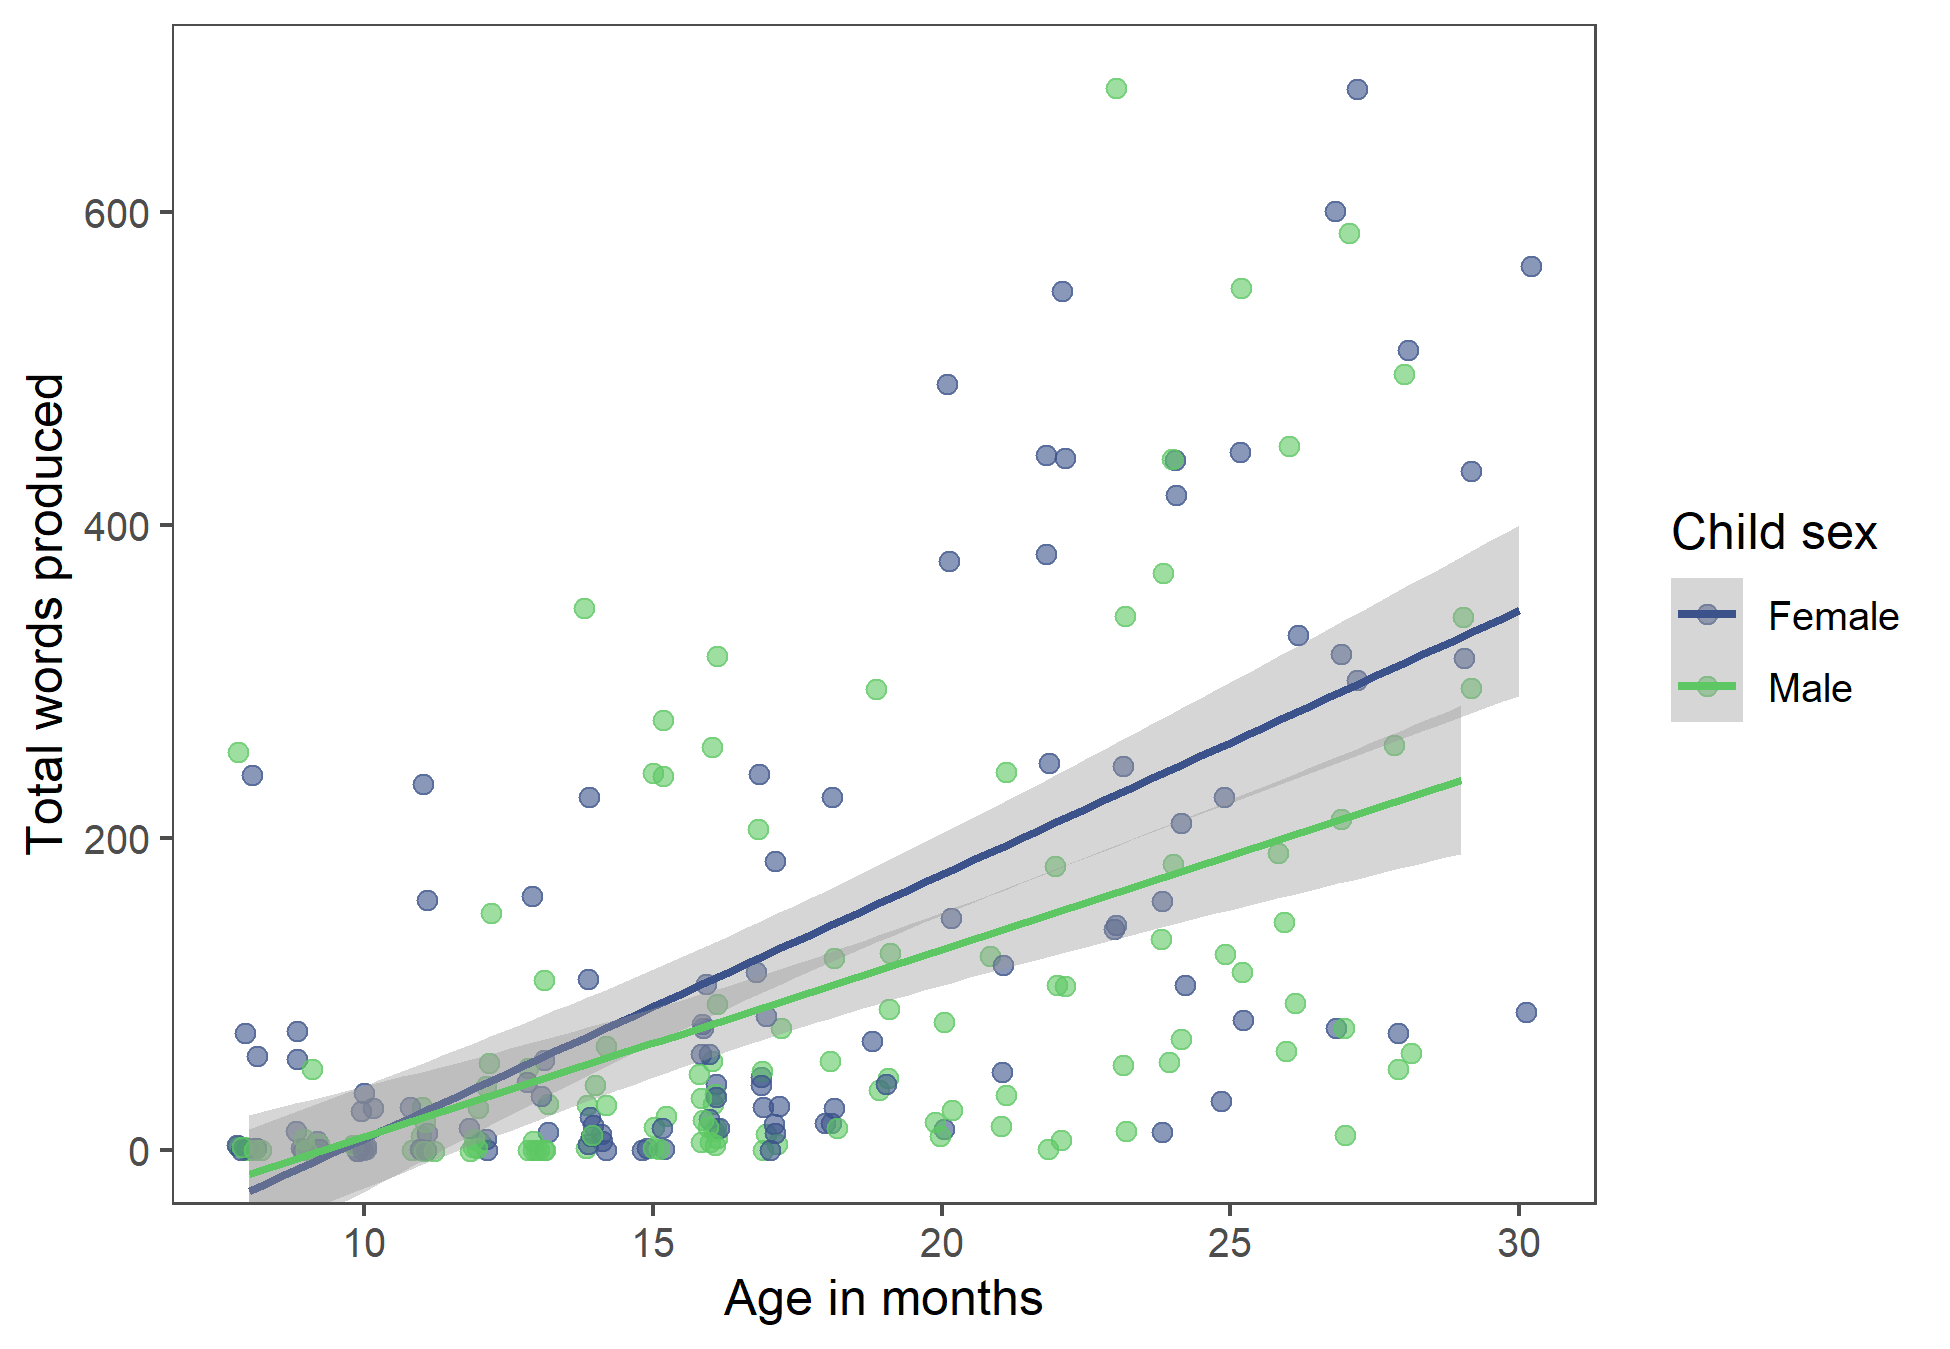 Total words produced
600
400
200
0
10 15 20 25 30
Age in months
Child sex
Female
Male